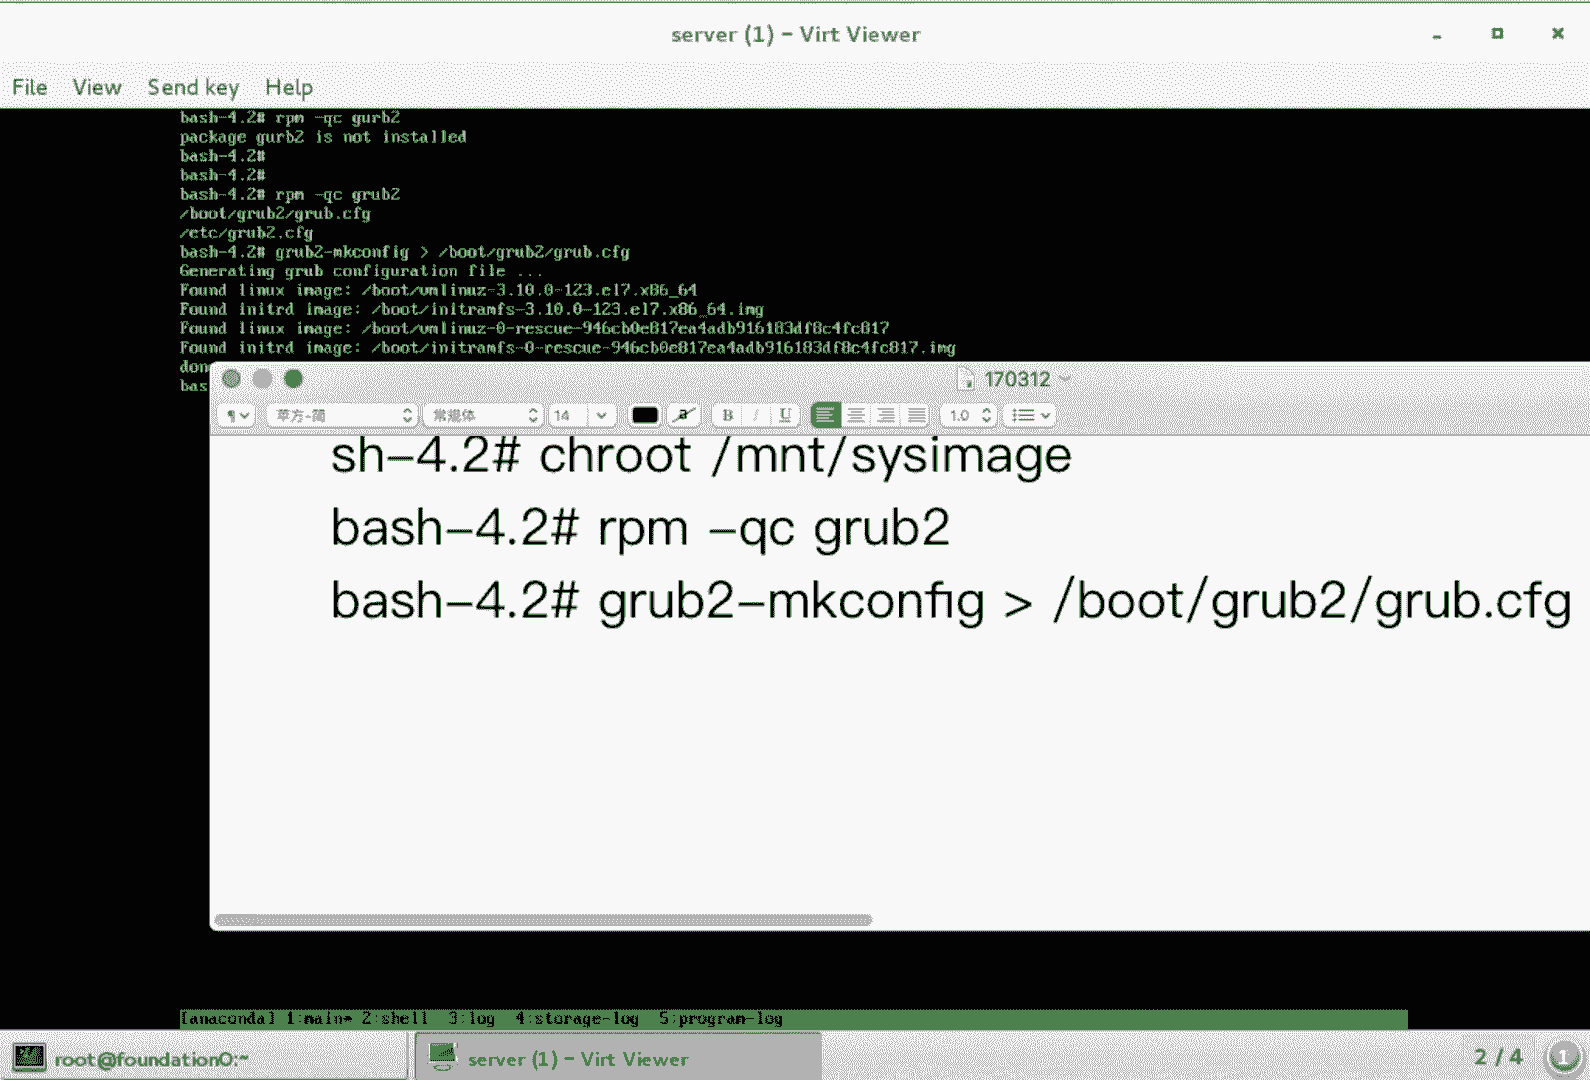 server (1) - Virt Viewer
File View Send key Help
bash-4.2# rpm -qc gurb2
package gurb2 is not installed
bash-4.2#
bash-4.2#
bash-4.2# rpm -qc grub2
/boot/grub2/grub.cfg
/etc/grub2.cfg
bash-4.2# grub2-mkconfig > /boot/grub2/grub.cfg
Generating grub configuration file ...
Found linux image: /boot/vmlinuz-3.10.0-123.el7.x86_64
Found initrd image: /boot/initramfs-3.10.0-123.el7.x86_64.img
Found linux image: /boot/vmlinuz-0-rescue-946cb0e817ea4adb916183df8c4fc817
Found initrd image: /boot/initramfs-0-rescue-946cb0e817ea4adb916183df8c4fc817.img
don
bas
170312
苹方-简 常规体 14 a B I U 1.0
sh-4.2# chroot /mnt/sysimage
bash-4.2# rpm -qc grub2
bash-4.2# grub2-mkconfig > /boot/grub2/grub.cfg
[anaconda] 1:main* 2:shell 3:log 4:storage-log 5:program-log
root@foundation0:~ server (1) - Virt Viewer 2 / 4 1